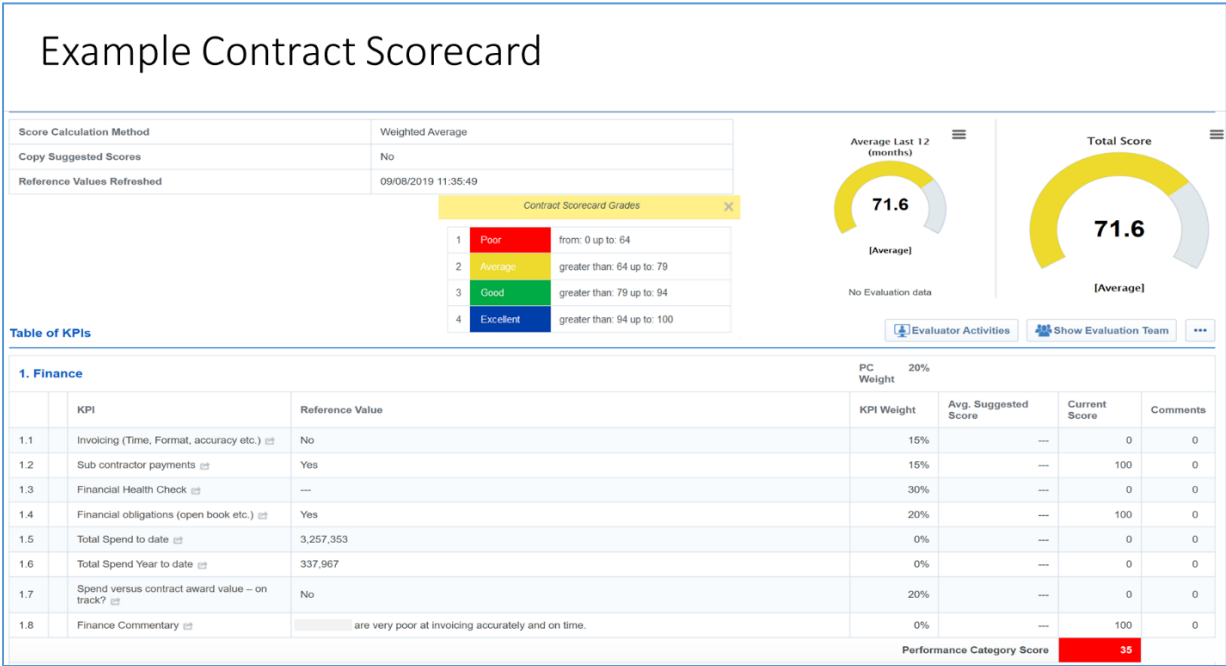 Example Contract Scorecard
Score Calculation Method Weighted Average
Copy Suggested Scores No
Reference Values Refreshed 09/08/2019 11:35:49
Contract Scorecard Grades ×
1 Poor from: 0 up to: 64
2 Average greater than: 64 up to: 79
3 Good greater than: 79 up to: 94
4 Excellent greater than: 94 up to: 100
Average Last 12
(months)
71.6
[Average]
No Evaluation data
Total Score
71.6
[Average]
Table of KPIs
Evaluator Activities Show Evaluation Team
1. Finance PC Weight 20%
KPI Reference Value KPI Weight Avg. Suggested Score Current Score Comments
1.1 Invoicing (Time, Format, accuracy etc.) No 15% --- 0 0
1.2 Sub contractor payments Yes 15% --- 100 0
1.3 Financial Health Check --- 30% --- 0 0
1.4 Financial obligations (open book etc.) Yes 20% --- 100 0
1.5 Total Spend to date 3,257,353 0% --- 0 0
1.6 Total Spend Year to date 337,967 0% --- 0 0
1.7 Spend versus contract award value – on track? No 20% --- 0 0
1.8 Finance Commentary are very poor at invoicing accurately and on time. 0% --- 100 0
Performance Category Score 35